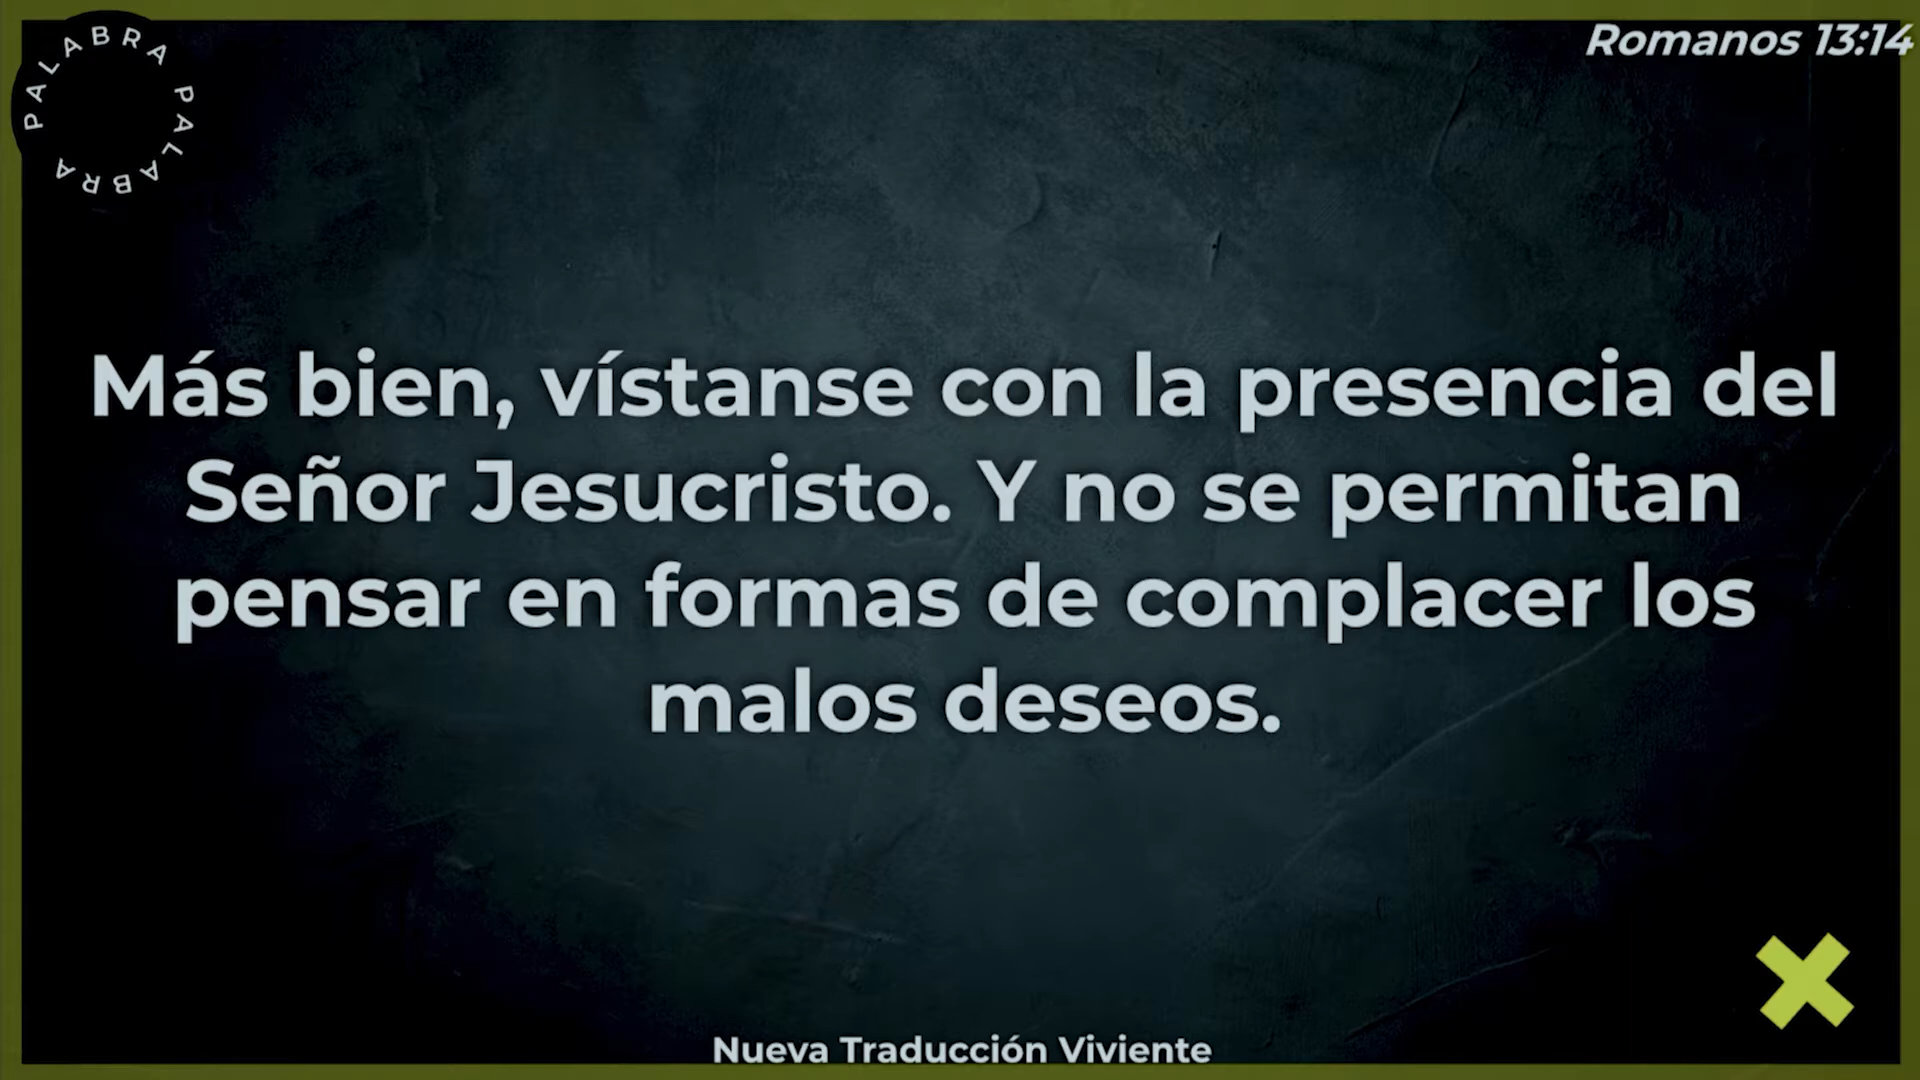 PALABRA PALABRA
Romanos 13:14
Más bien, vístanse con la presencia del
Señor Jesucristo. Y no se permitan
pensar en formas de complacer los
malos deseos.
Nueva Traducción Viviente